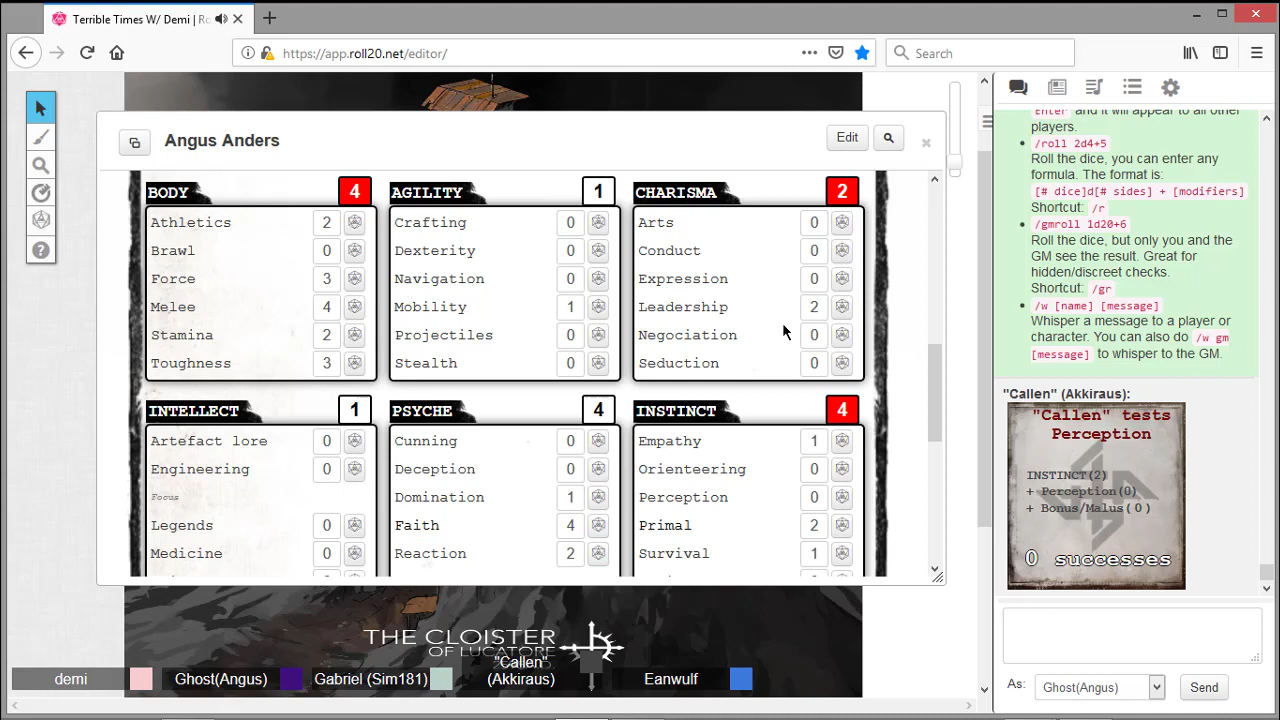 Terrible Times W/ Demi | Ro
https://app.roll20.net/editor/
Search
Angus Anders
Edit
BODY 4
Athletics 2
Brawl 0
Force 3
Melee 4
Stamina 2
Toughness 3
AGILITY 1
Crafting 0
Dexterity 0
Navigation 0
Mobility 1
Projectiles 0
Stealth 0
CHARISMA 2
Arts 0
Conduct 0
Expression 0
Leadership 2
Negociation 0
Seduction 0
INTELLECT 1
Artefact lore 0
Engineering 0
Focus
Legends 0
Medicine 0
PSYCHE 4
Cunning 0
Deception 0
Domination 1
Faith 4
Reaction 2
INSTINCT 4
Empathy 1
Orienteering 0
Perception 0
Primal 2
Survival 1
THE CLOISTER
OF LUCATORE
demi
Ghost(Angus)
Gabriel (Sim181)
"Callen"
(Akkiraus)
Eanwulf
Enter and it will appear to all other
players.
/roll 2d4+5
Roll the dice, you can enter any
formula. The format is:
[# dice]d[# sides] + [modifiers]
Shortcut: /r
/gmroll 1d20+6
Roll the dice, but only you and the
GM see the result. Great for
hidden/discreet checks.
Shortcut: /gr
/w [name] [message]
Whisper a message to a player or
character. You can also do /w gm
[message] to whisper to the GM.
"Callen" (Akkiraus):
"Callen" tests
Perception
INSTINCT(2)
+ Perception(0)
+ Bonus/Malus( 0 )
0 successes
As: Ghost(Angus)
Send